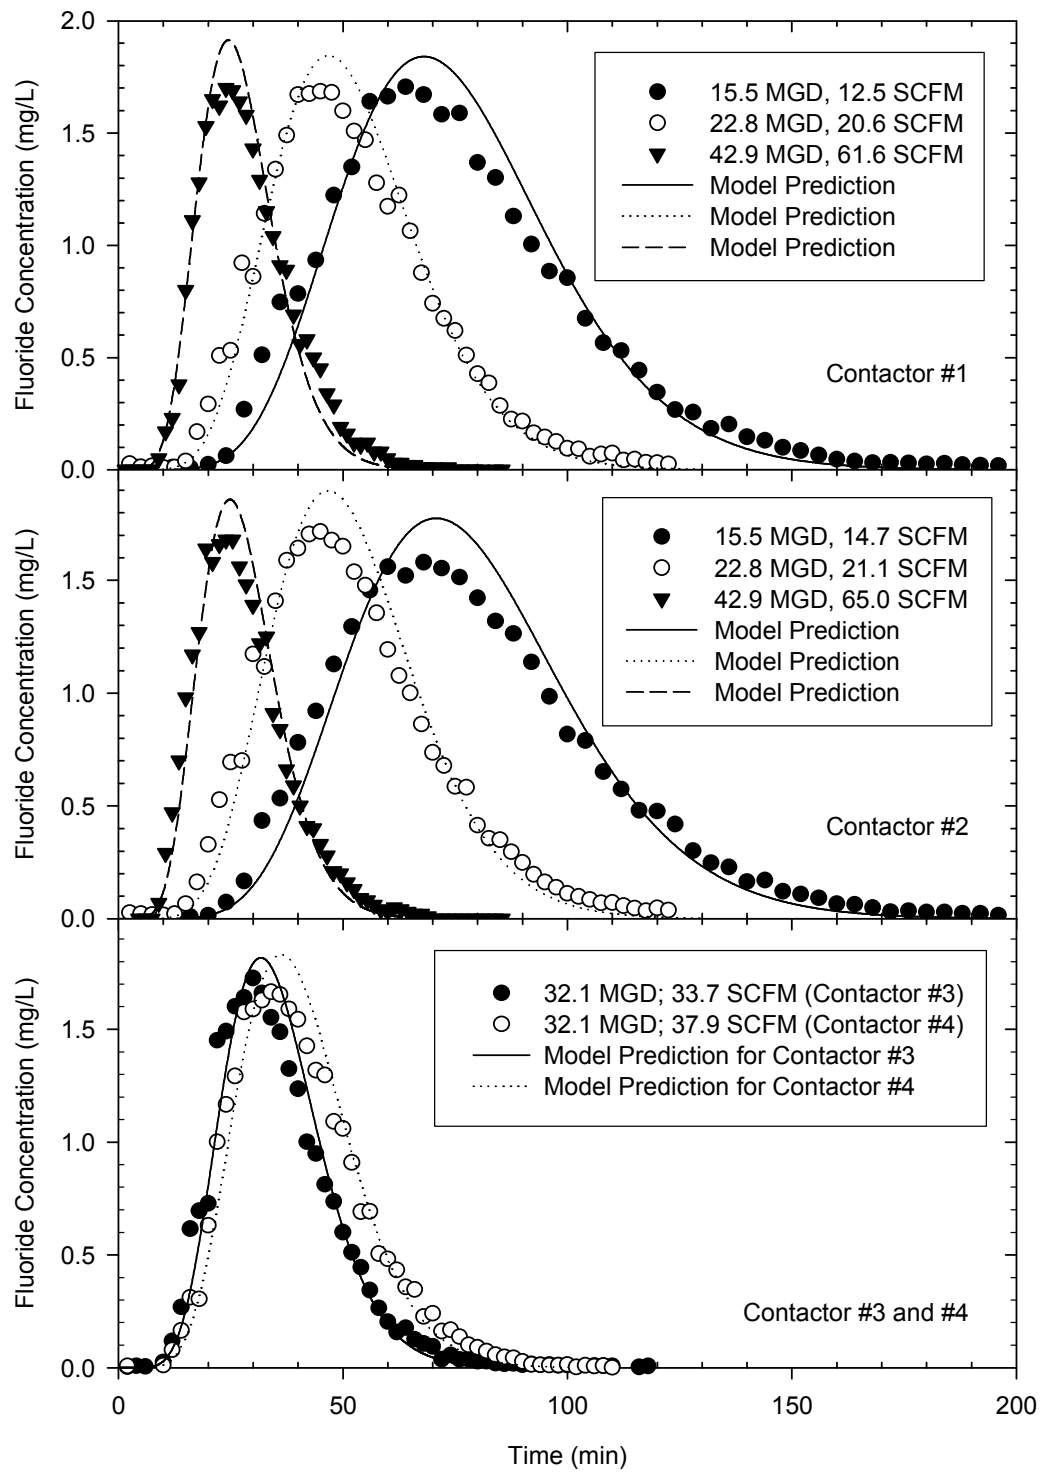 2.0
1.5
1.0
0.5
0.0
Fluoride Concentration (mg/L)
15.5 MGD, 12.5 SCFM
22.8 MGD, 20.6 SCFM
42.9 MGD, 61.6 SCFM
Model Prediction
Model Prediction
Model Prediction
Contactor #1
1.5
1.0
0.5
0.0
Fluoride Concentration (mg/L)
15.5 MGD, 14.7 SCFM
22.8 MGD, 21.1 SCFM
42.9 MGD, 65.0 SCFM
Model Prediction
Model Prediction
Model Prediction
Contactor #2
1.5
1.0
0.5
0.0
Fluoride Concentration (mg/L)
32.1 MGD; 33.7 SCFM (Contactor #3)
32.1 MGD; 37.9 SCFM (Contactor #4)
Model Prediction for Contactor #3
Model Prediction for Contactor #4
Contactor #3 and #4
0 50 100 150 200
Time (min)